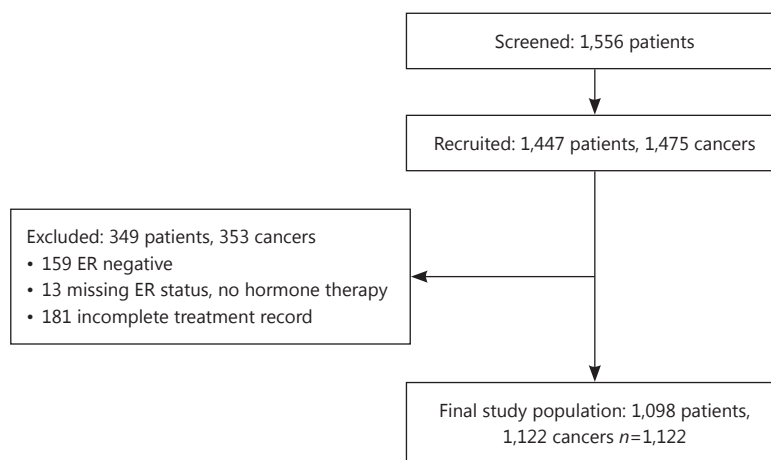 Screened: 1,556 patients
Recruited: 1,447 patients, 1,475 cancers
Excluded: 349 patients, 353 cancers
• 159 ER negative
• 13 missing ER status, no hormone therapy
• 181 incomplete treatment record
Final study population: 1,098 patients,
1,122 cancers n=1,122